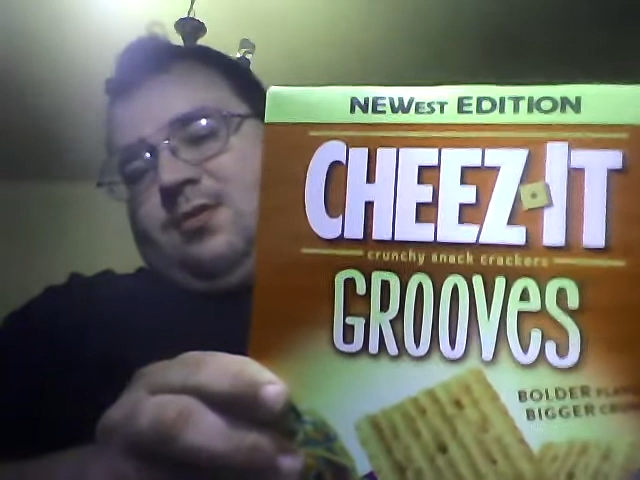 NEWEST EDITION
CHEEZ-IT
crunchy snack crackers
GROOVES
BOLDER
BIGGER